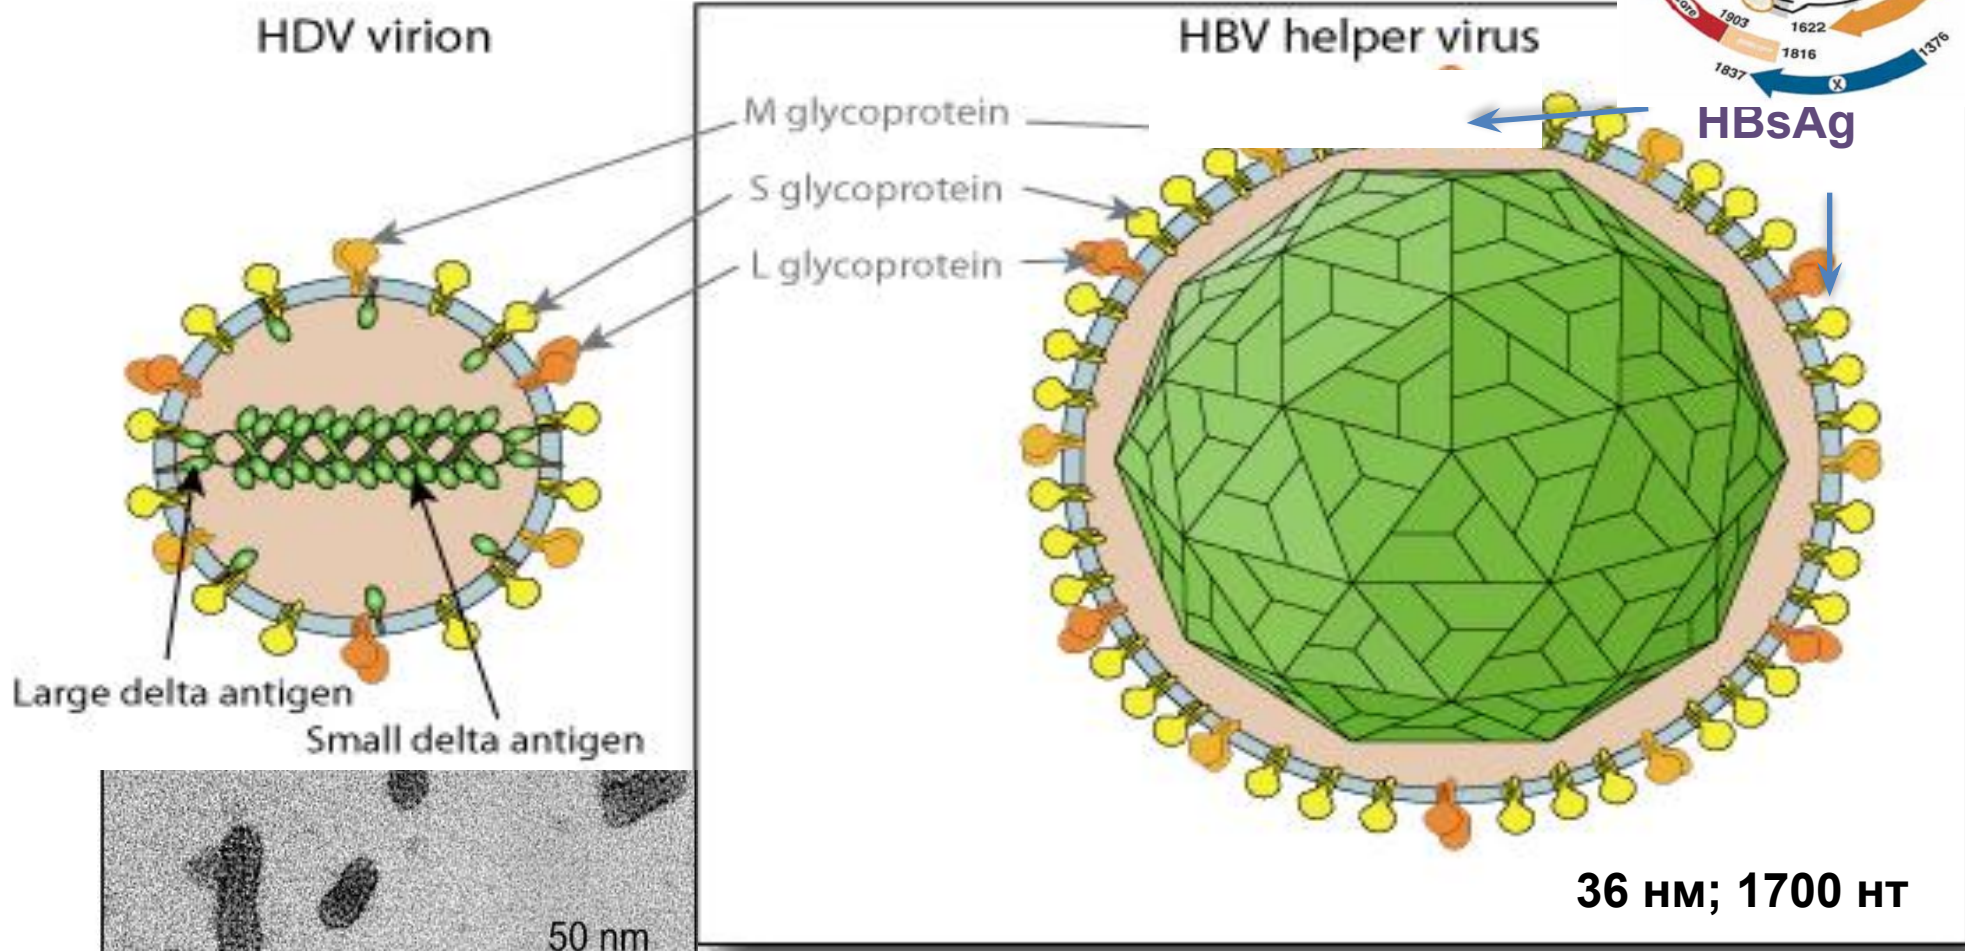 HDV virion
HBV helper virus
1903
1622
1816
1837
X
1376
HBsAg
M glycoprotein
S glycoprotein
L glycoprotein
Large delta antigen
Small delta antigen
50 nm
36 нм; 1700 нт